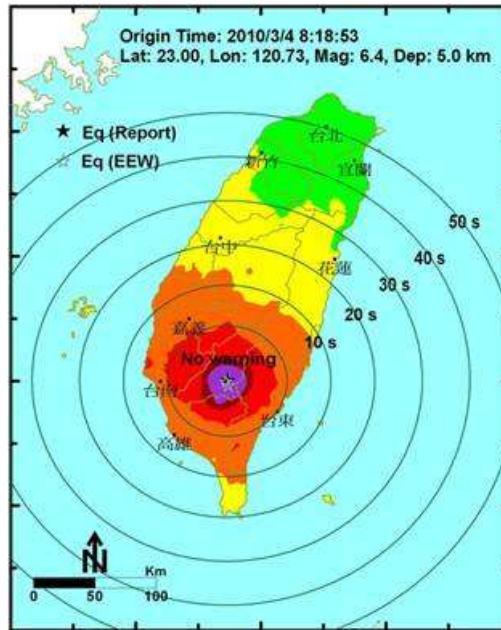 Origin Time: 2010/3/4 8:18:53
Lat: 23.00, Lon: 120.73, Mag: 6.4, Dep: 5.0 km
★ Eq (Report)
☆ Eq (EEW)
台北
新竹
宜蘭
50 s
台中
40 s
花蓮
30 s
20 s
嘉義
10 s
No warning
台南
台東
高雄
N
Km
0 50 100